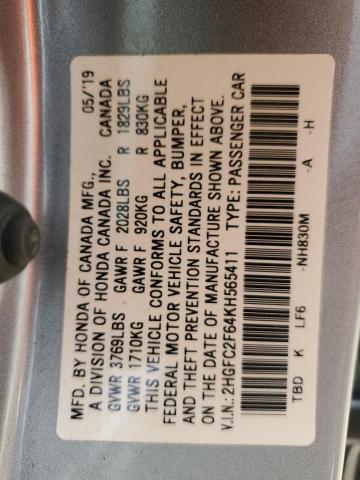 MFD. BY HONDA OF CANADA MFG., 05/'19
A DIVISION OF HONDA CANADA INC. CANADA
GVWR 3769LBS GAWR F 2028LBS R 1829LBS
GVWR 1710KG GAWR F 920KG R 830KG
THIS VEHICLE CONFORMS TO ALL APPLICABLE
FEDERAL MOTOR VEHICLE SAFETY, BUMPER,
AND THEFT PREVENTION STANDARDS IN EFFECT
ON THE DATE OF MANUFACTURE SHOWN ABOVE.
V.I.N.: 2HGFC2F64KH565411 TYPE: PASSENGER CAR
TBD K LF6 -NH830M -A -H